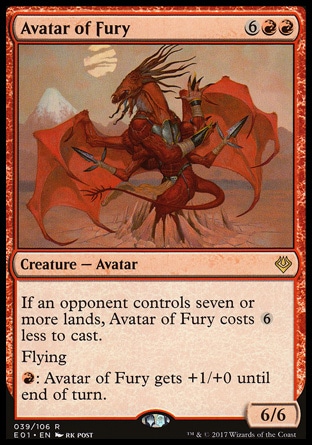 Avatar of Fury 6
Creature — Avatar
If an opponent controls seven or
more lands, Avatar of Fury costs 6
less to cast.
Flying
: Avatar of Fury gets +1/+0 until
end of turn.
6/6
039/106 R
E01 • EN RK POST
™ & © 2017 Wizards of the Coast